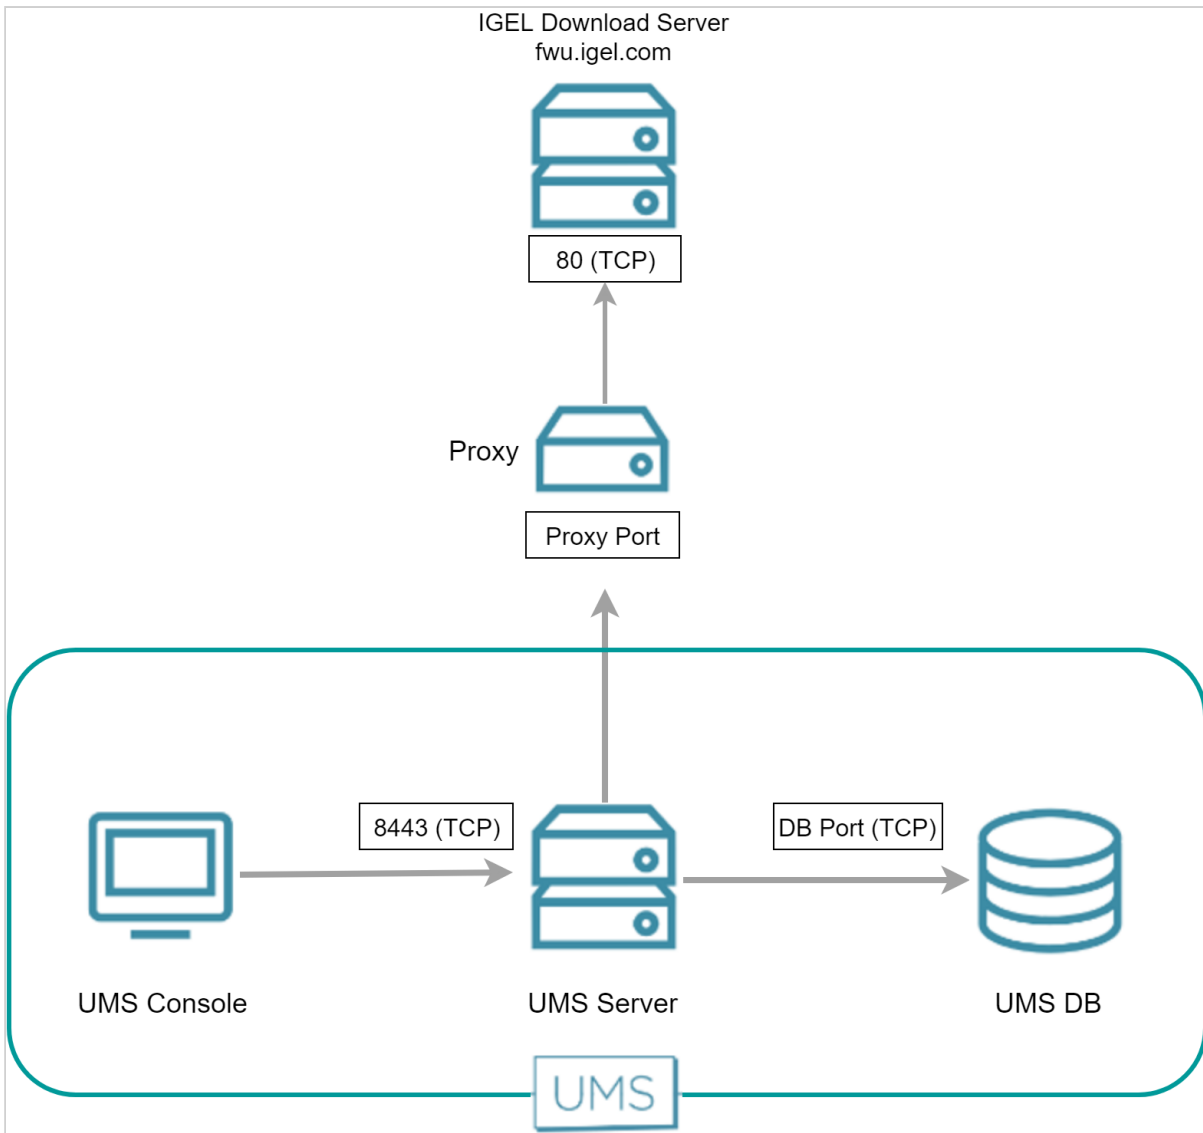 IGEL Download Server
fwu.igel.com
80 (TCP)
Proxy
Proxy Port
8443 (TCP)
DB Port (TCP)
UMS Console
UMS Server
UMS DB
UMS